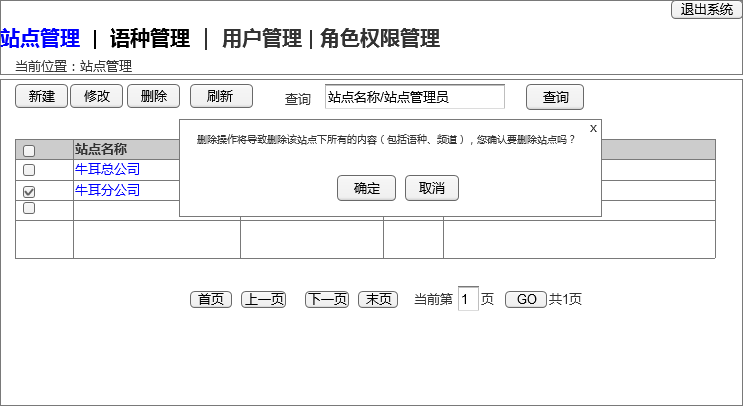 退出系统
站点管理 | 语种管理 | 用户管理 | 角色权限管理
当前位置：站点管理
新建 修改 删除 刷新 查询 站点名称/站点管理员 查询
x
删除操作将导致删除该站点下所有的内容（包括语种、频道），您确认要删除站点吗？
确定 取消
站点名称
牛耳总公司
牛耳分公司
首页 上一页 下一页 末页 当前第 1 页 GO 共1页